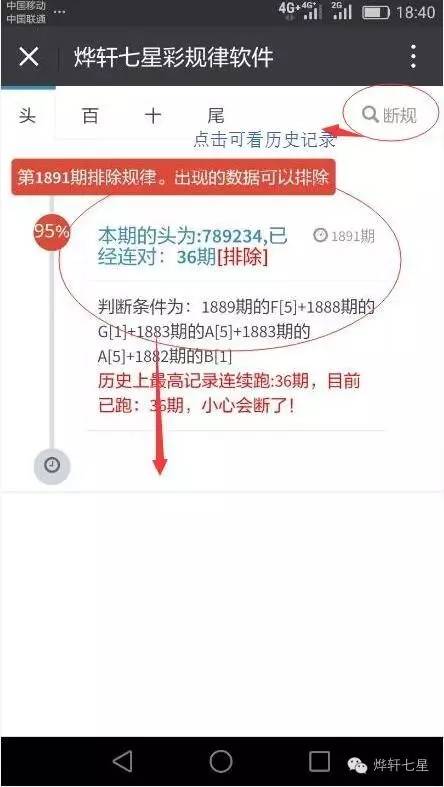 中国移动
中国联通 ...
4G+ 4G+ 2G 18:40
烨轩七星彩规律软件
头 百 十 尾 断规
点击可看历史记录
第1891期排除规律。出现的数据可以排除
95%
本期的头为:789234,已 1891期
经连对：36期[排除]
判断条件为：1889期的F[5]+1888期的
G[1]+1883期的A[5]+1883期的
A[5]+1882期的B[1]
历史上最高记录连续跑:36期，目前
已跑：36期，小心会断了！
烨轩七星